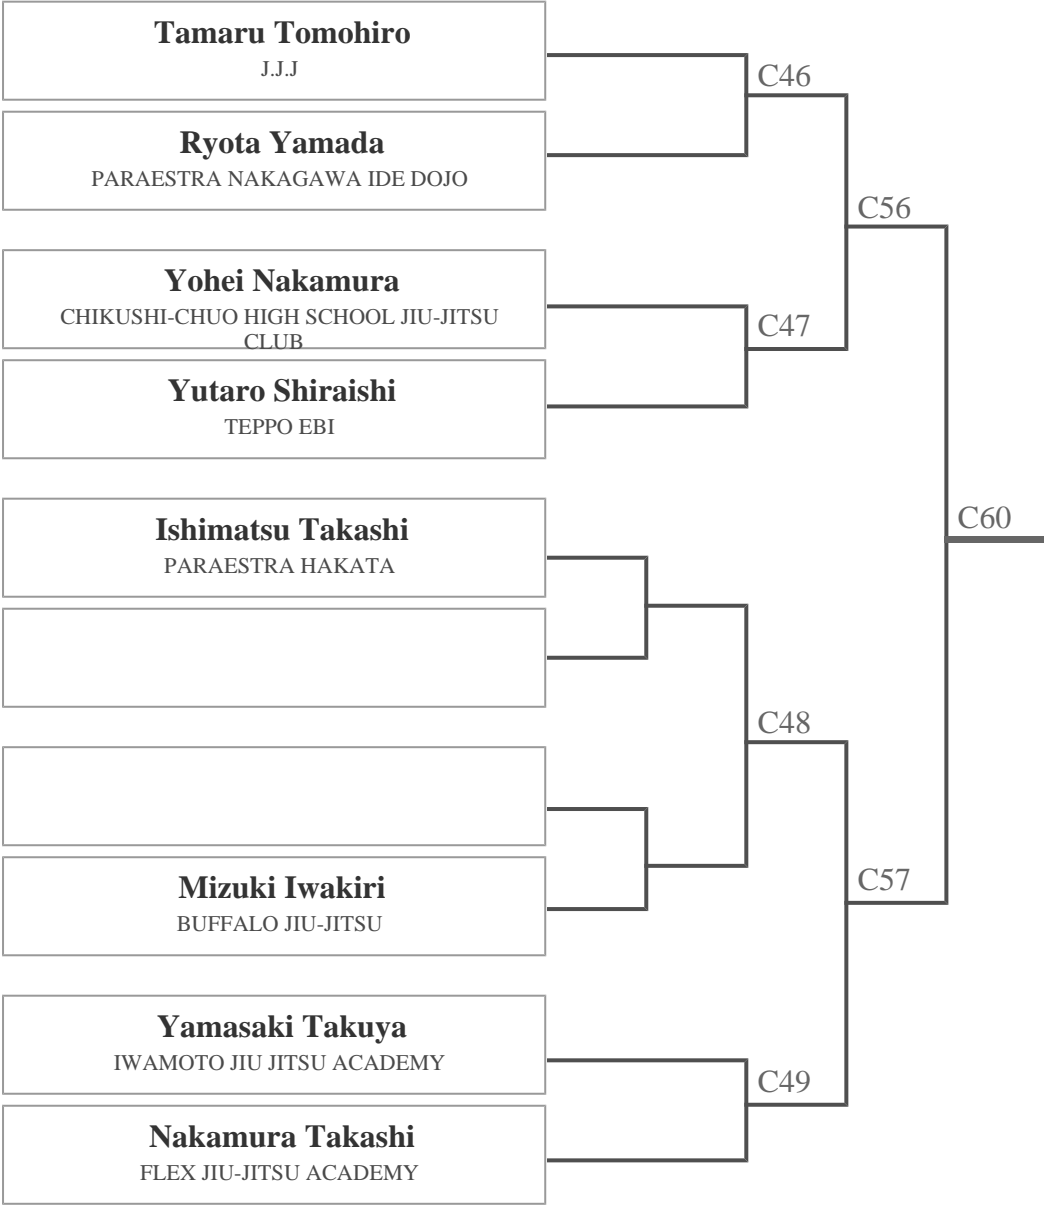 Tamaru Tomohiro
J.J.J
C46
Ryota Yamada
PARAESTRA NAKAGAWA IDE DOJO
C56
Yohei Nakamura
CHIKUSHI-CHUO HIGH SCHOOL JIU-JITSU
CLUB
C47
Yutaro Shiraishi
TEPPO EBI
Ishimatsu Takashi
PARAESTRA HAKATA
C60
C48
Mizuki Iwakiri
BUFFALO JIU-JITSU
C57
Yamasaki Takuya
IWAMOTO JIU JITSU ACADEMY
C49
Nakamura Takashi
FLEX JIU-JITSU ACADEMY